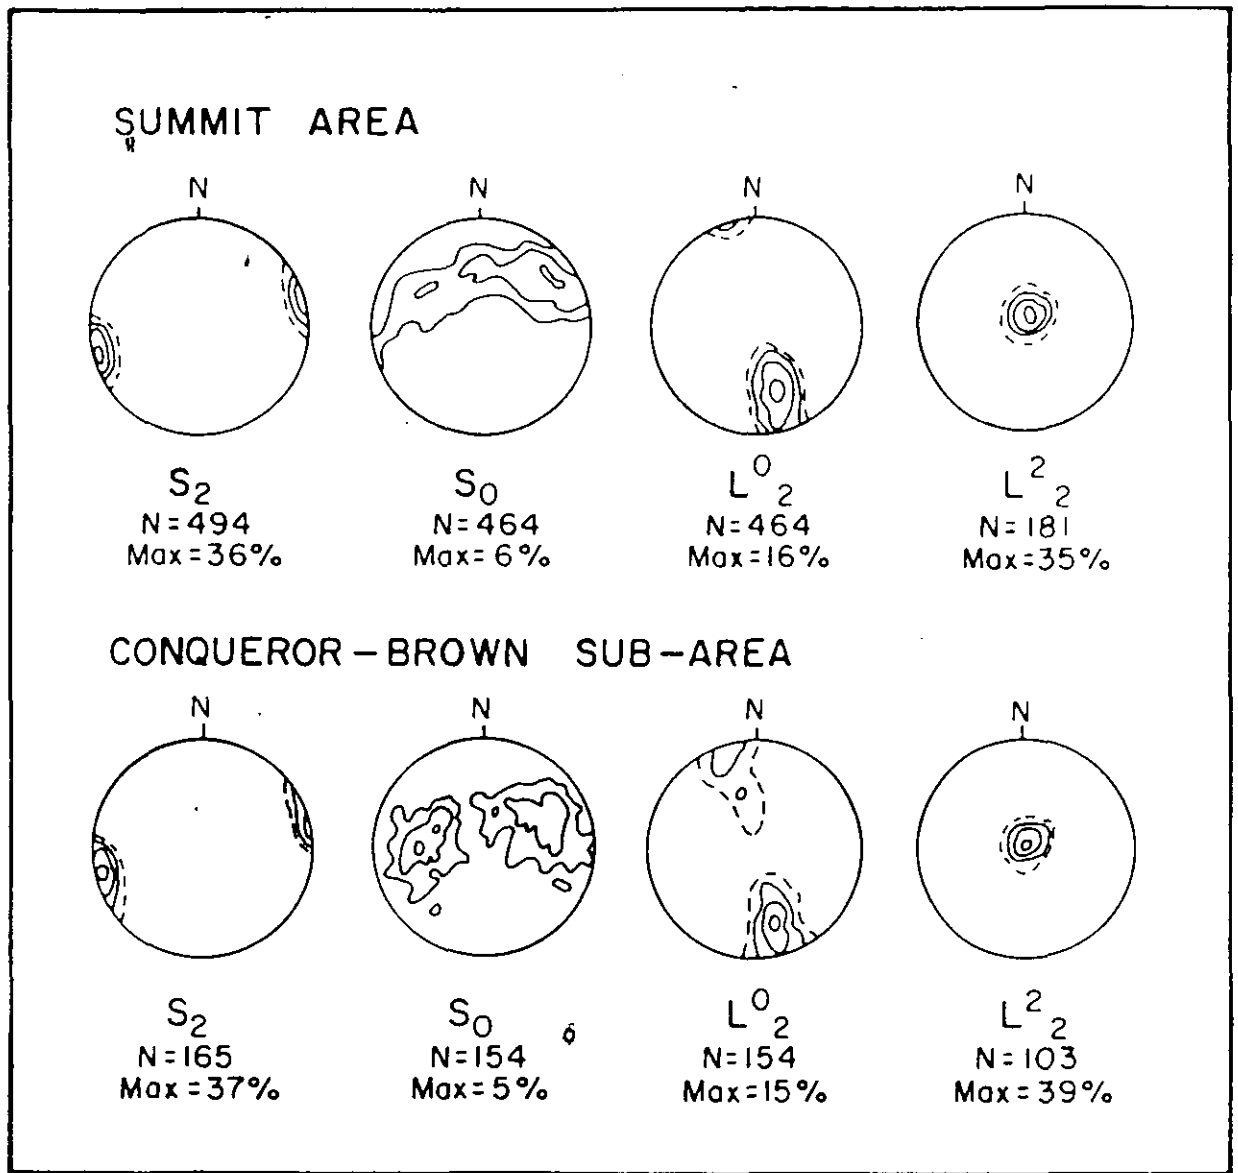 SUMMIT AREA
N N N N
S₂ S₀ L⁰₂ L²₂
N=494 N=464 N=464 N=181
Max=36% Max=6% Max=16% Max=35%
CONQUEROR-BROWN SUB-AREA
N N N N
S₂ S₀ L⁰₂ L²₂
N=165 N=154 N=154 N=103
Max=37% Max=5% Max=15% Max=39%